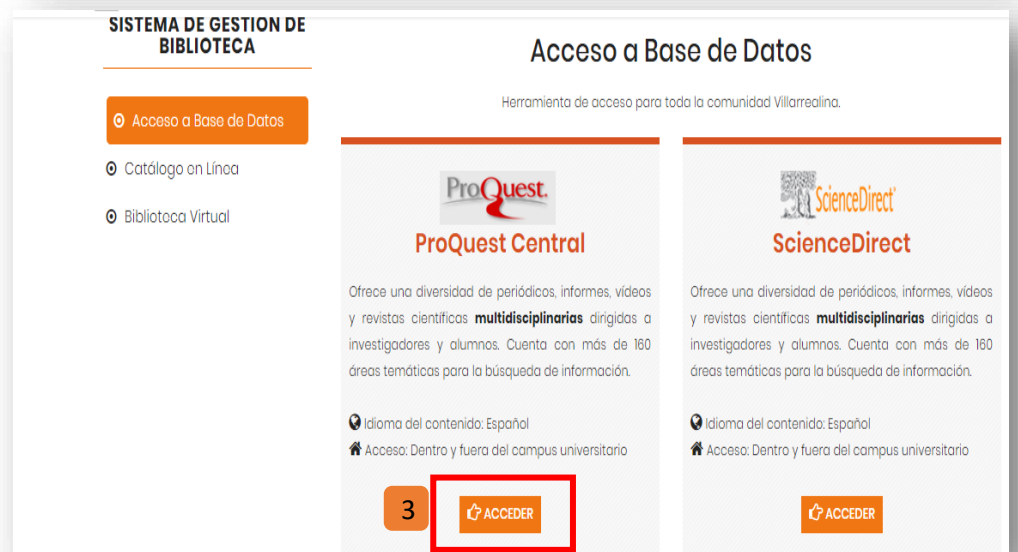 SISTEMA DE GESTION DE
BIBLIOTECA
Acceso a Base de Datos
Catálogo en Línea
Biblioteca Virtual
Acceso a Base de Datos
Herramienta de acceso para toda la comunidad Villarrealina.
ProQuest.
ProQuest Central
Ofrece una diversidad de periódicos, informes, vídeos
y revistas científicas multidisciplinarias dirigidas a
investigadores y alumnos. Cuenta con más de 160
áreas temáticas para la búsqueda de información.
Idioma del contenido: Español
Acceso: Dentro y fuera del campus universitario
3
ACCEDER
ScienceDirect
ScienceDirect
Ofrece una diversidad de periódicos, informes, vídeos
y revistas científicas multidisciplinarias dirigidas a
investigadores y alumnos. Cuenta con más de 160
áreas temáticas para la búsqueda de información.
Idioma del contenido: Español
Acceso: Dentro y fuera del campus universitario
ACCEDER